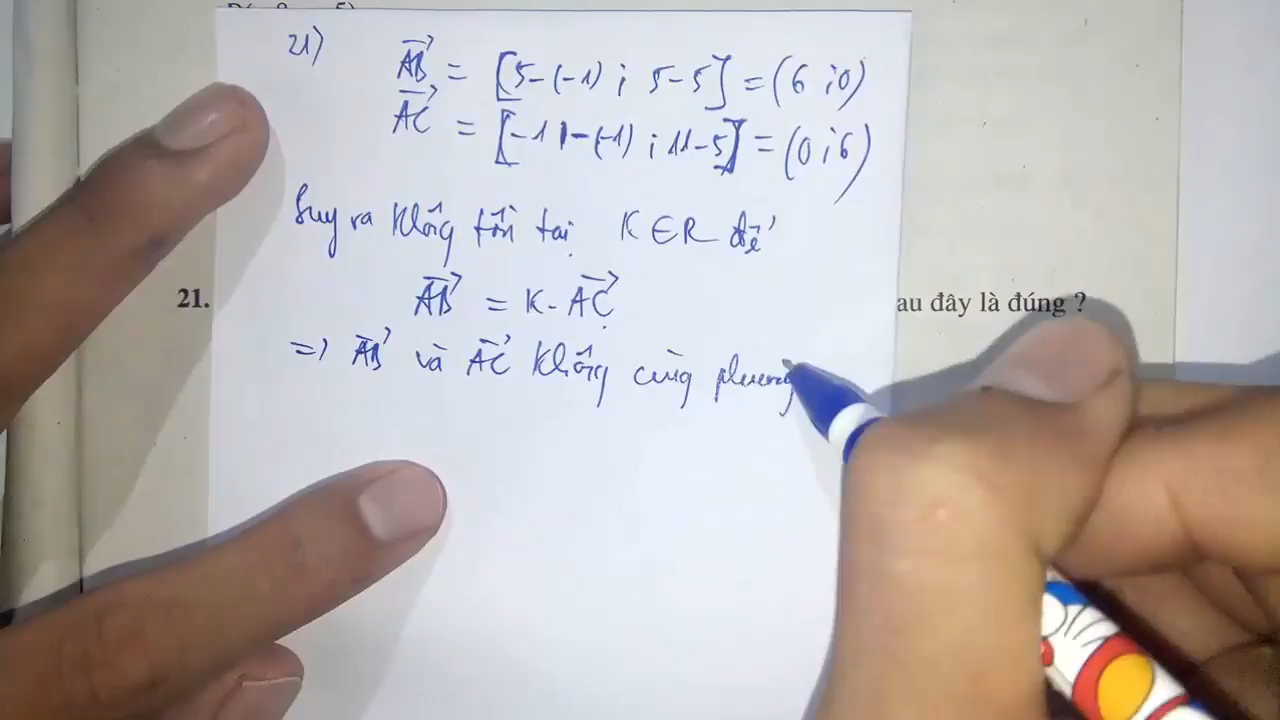 21)
AB = [5-(-1) ; 5-5] = (6 ; 0)
AC = [-1 - (-1) ; 11-5] = (0 ; 6)
Suy ra không tồn tại K ∈ R để
AB = K. AC
21. au đây là đúng ?
=> AB và AC không cùng phương